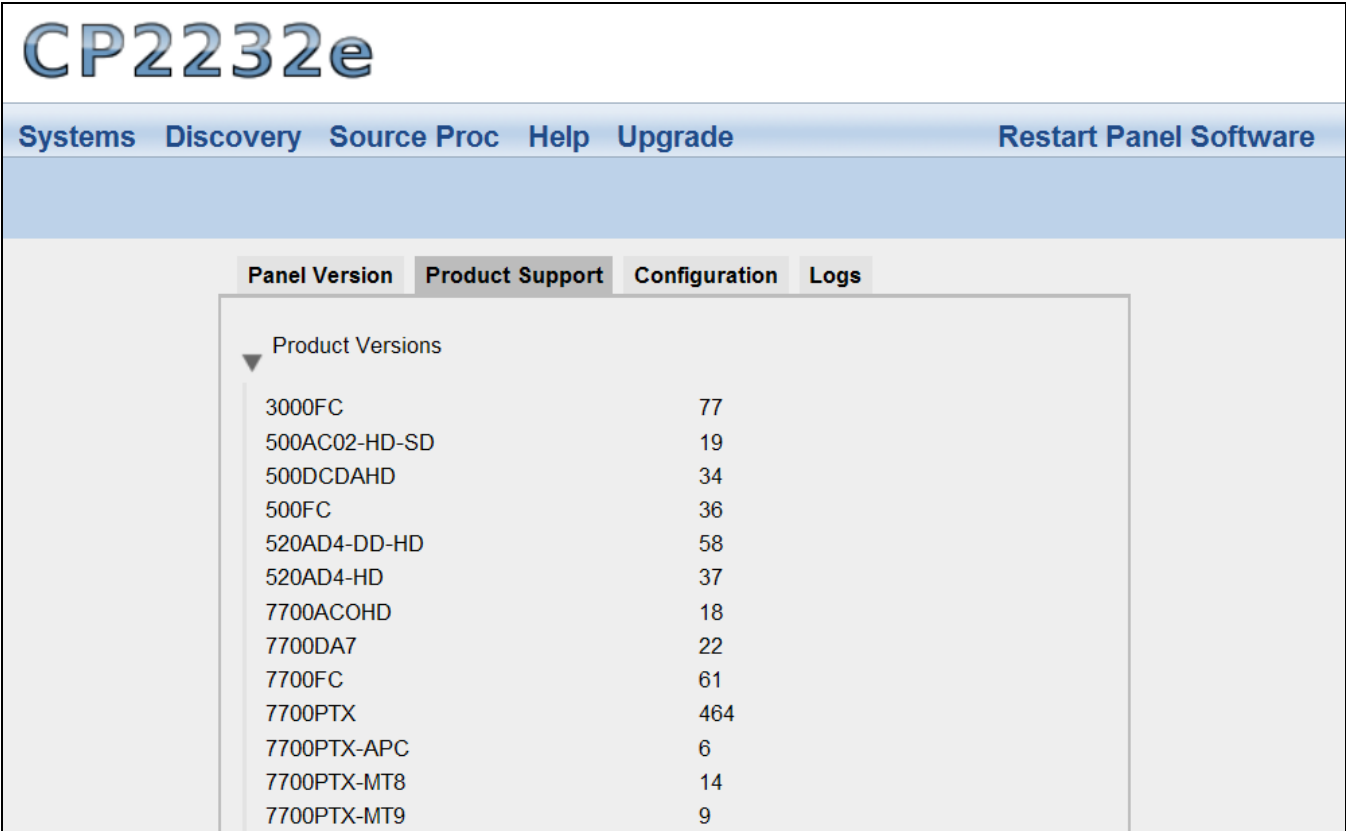 CP2232e
Systems Discovery Source Proc Help Upgrade Restart Panel Software
Panel Version Product Support Configuration Logs
Product Versions
3000FC 77
500AC02-HD-SD 19
500DCDAHD 34
500FC 36
520AD4-DD-HD 58
520AD4-HD 37
7700ACOHD 18
7700DA7 22
7700FC 61
7700PTX 464
7700PTX-APC 6
7700PTX-MT8 14
7700PTX-MT9 9